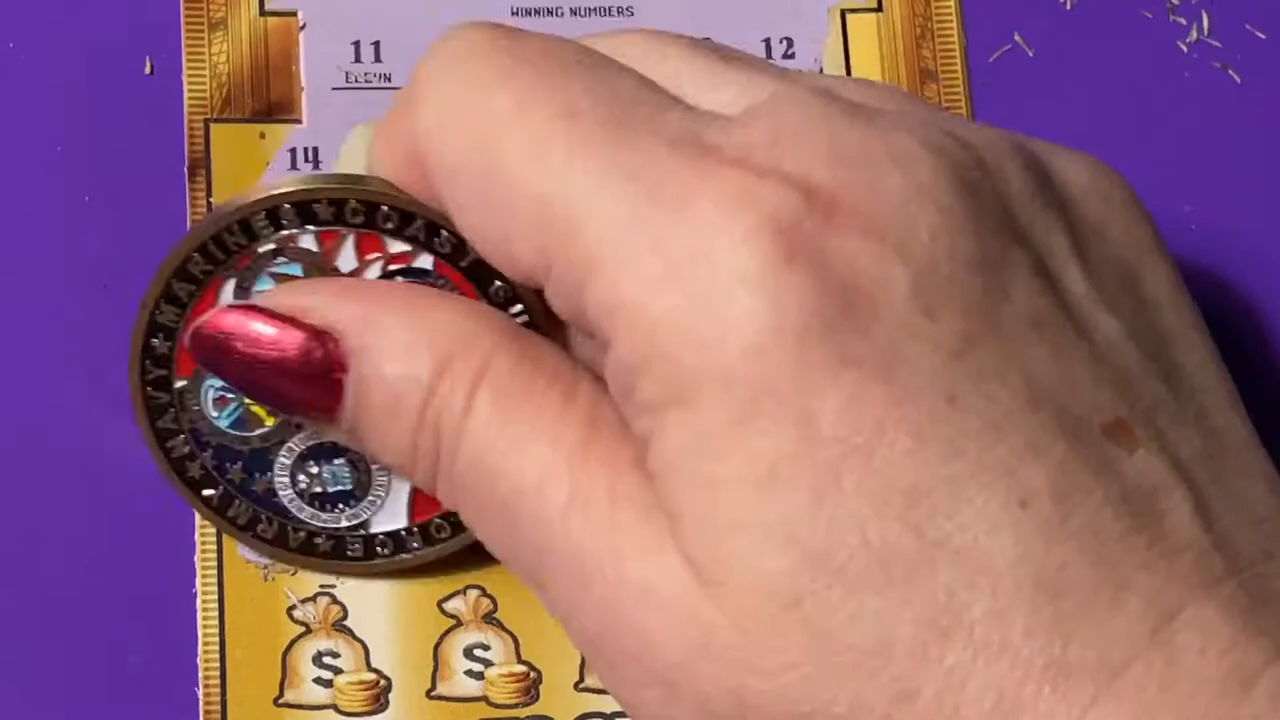 WINNING NUMBERS
11
12
ELEVN
14
★ NAVY ★ MARINES ★ COAST
ORCE ★ ARMY
$ $